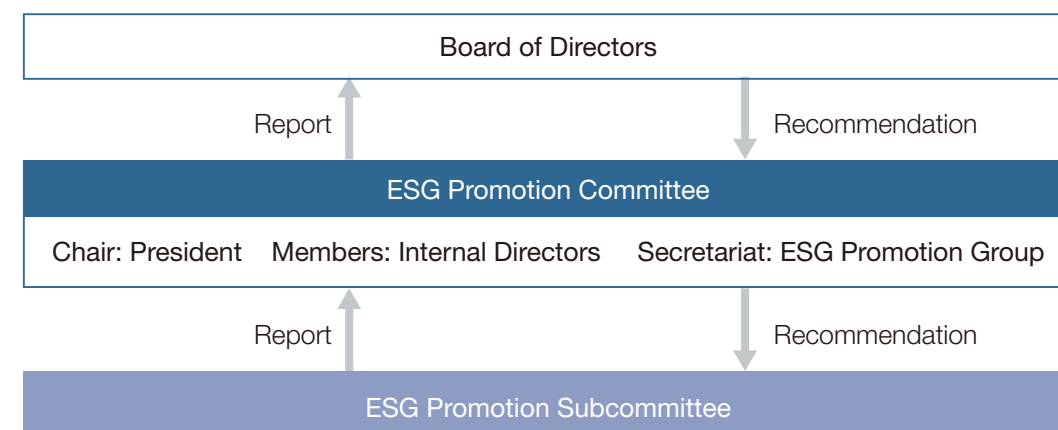 Board of Directors
Report
Recommendation
ESG Promotion Committee
Chair: President Members: Internal Directors Secretariat: ESG Promotion Group
Report
Recommendation
ESG Promotion Subcommittee